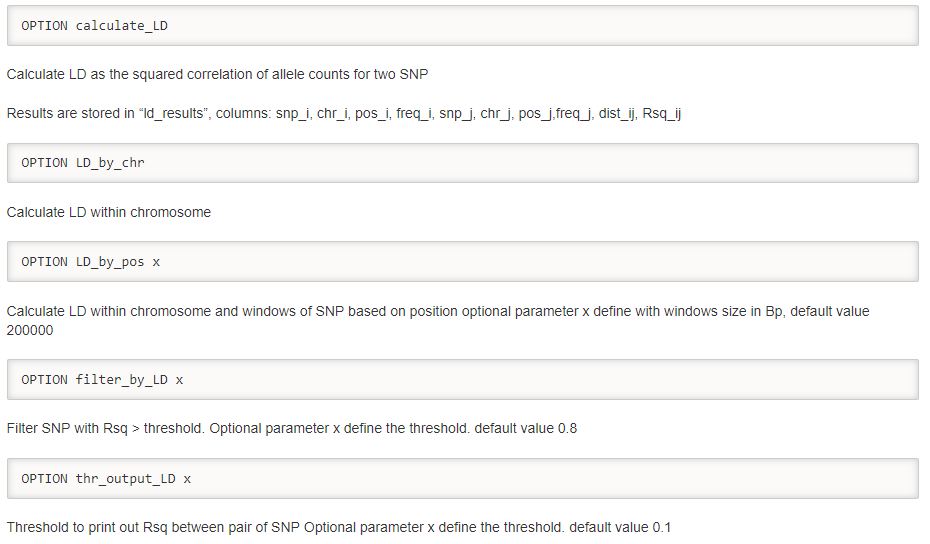 OPTION calculate_LD
Calculate LD as the squared correlation of allele counts for two SNP
Results are stored in “ld_results”, columns: snp_i, chr_i, pos_i, freq_i, snp_j, chr_j, pos_j,freq_j, dist_ij, Rsq_ij
OPTION LD_by_chr
Calculate LD within chromosome
OPTION LD_by_pos x
Calculate LD within chromosome and windows of SNP based on position optional parameter x define with windows size in Bp, default value
200000
OPTION filter_by_LD x
Filter SNP with Rsq > threshold. Optional parameter x define the threshold. default value 0.8
OPTION thr_output_LD x
Threshold to print out Rsq between pair of SNP Optional parameter x define the threshold. default value 0.1